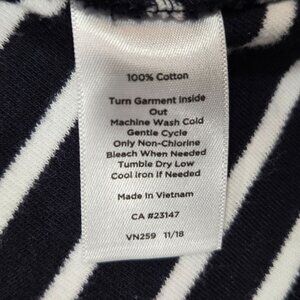 100% Cotton
Turn Garment Inside
Out
Machine Wash Cold
Gentle Cycle
Only Non-Chlorine
Bleach When Needed
Tumble Dry Low
Cool Iron if Needed
Made in Vietnam
CA #23147
VN259 11/18